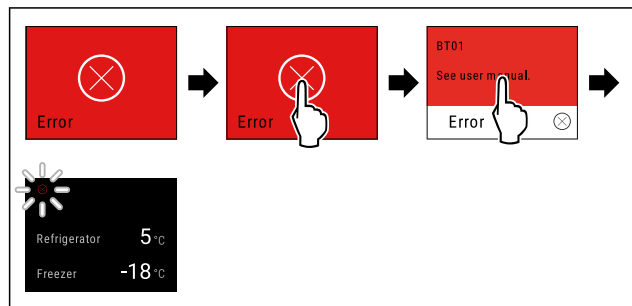 Error
Error
BT01
See user manual.
Error
Refrigerator 5 °C
Freezer -18 °C